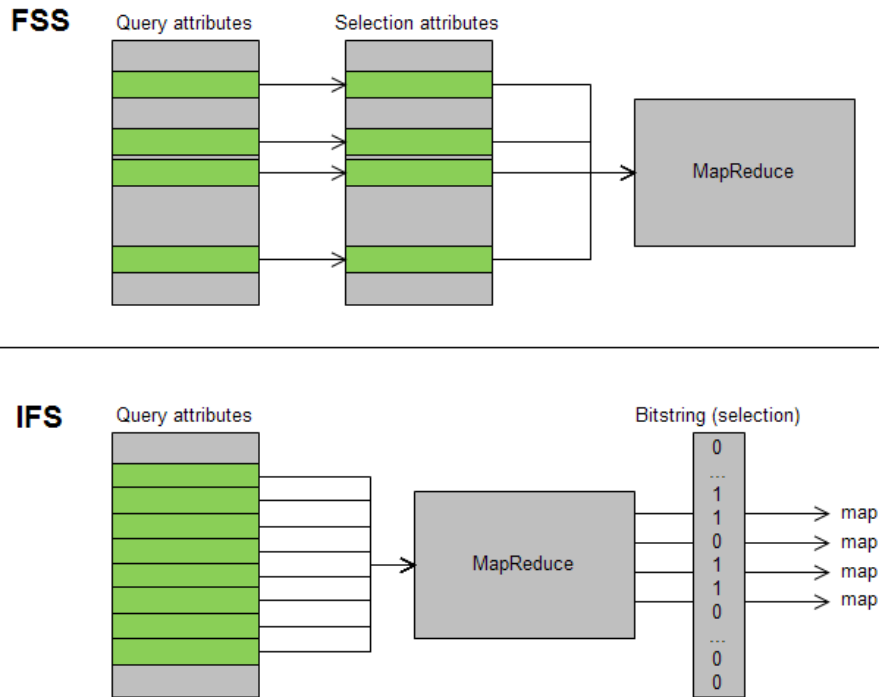 FSS
Query attributes
Selection attributes
MapReduce
IFS
Query attributes
Bitstring (selection)
MapReduce
0
...
1
1
0
1
1
0
...
0
0
map
map
map
map